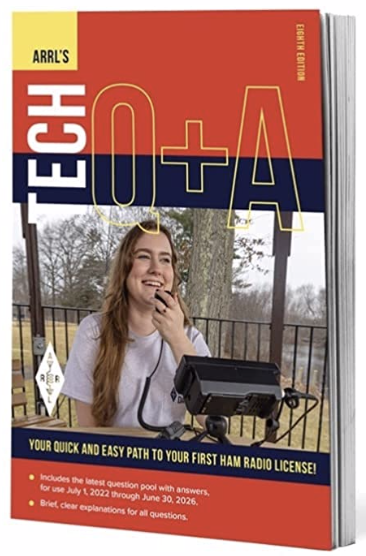 ARRL'S
EIGHTH EDITION
TECH
Q+A
A
R R
L
YOUR QUICK AND EASY PATH TO YOUR FIRST HAM RADIO LICENSE!
Includes the latest question pool with answers,
for use July 1, 2022 through June 30, 2026.
Brief, clear explanations for all questions.